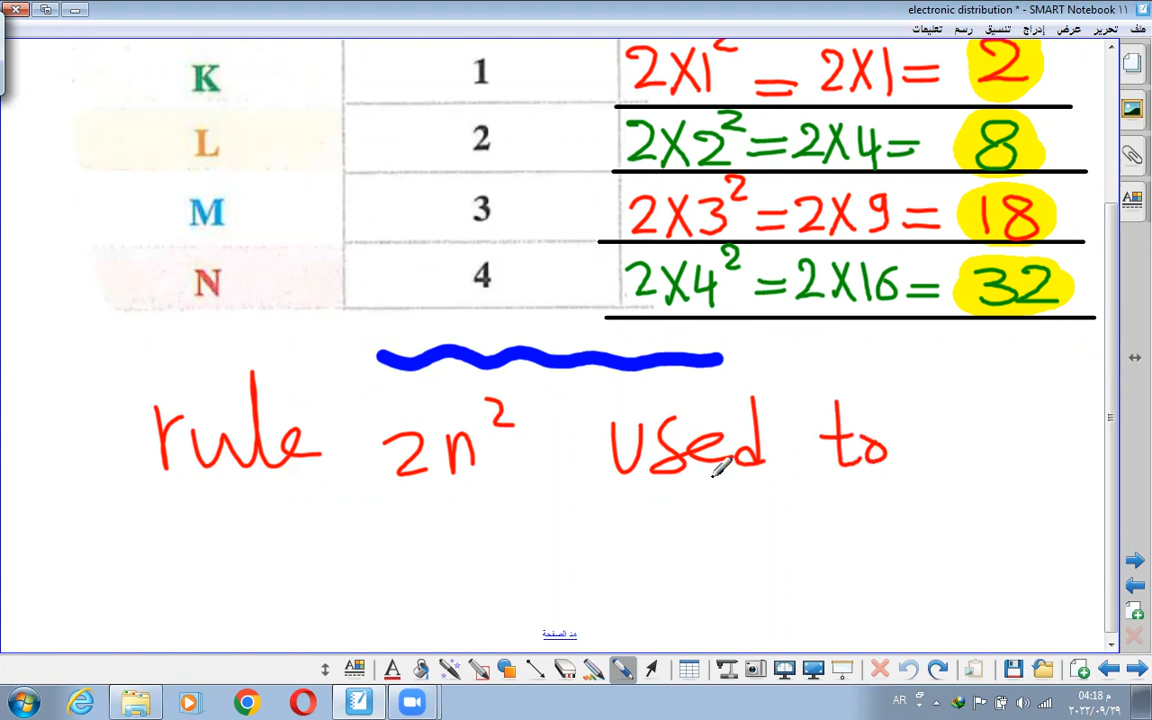 electronic distribution * - SMART Notebook ١١
ملف تحرير عرض إدراج تنسيق رسم تعليمات
K 1 2X1² = 2X1= 2
L 2 2X2²=2X4= 8
M 3 2X3²=2X9= 18
N 4 2X4² =2X16= 32
rule 2n² used to
مد الصفحة
AR
04:18 م
٢٠٢٢/٠٩/٢٩